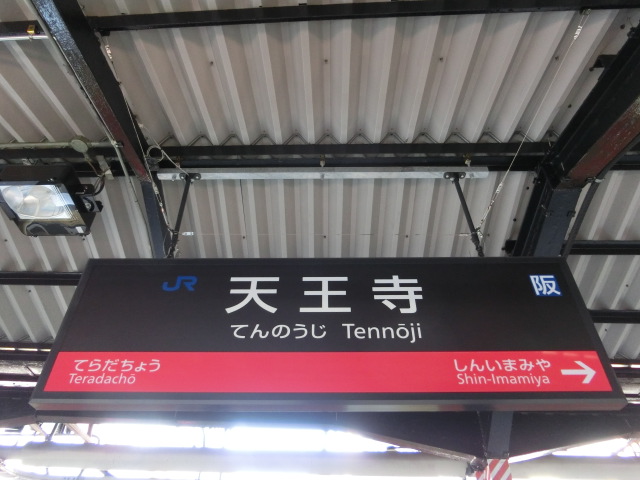 JR 天王寺 阪
てんのうじ Tennōji
てらだちょう しんいまみや
Teradachō Shin-Imamiya